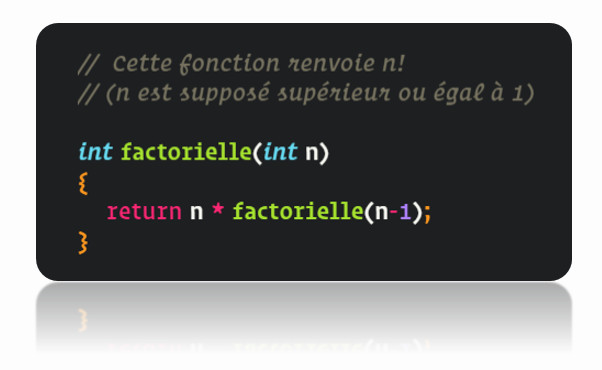 // Cette fonction renvoie n!
// (n est supposé supérieur ou égal à 1)
int factorielle(int n)
{
return n * factorielle(n-1);
}